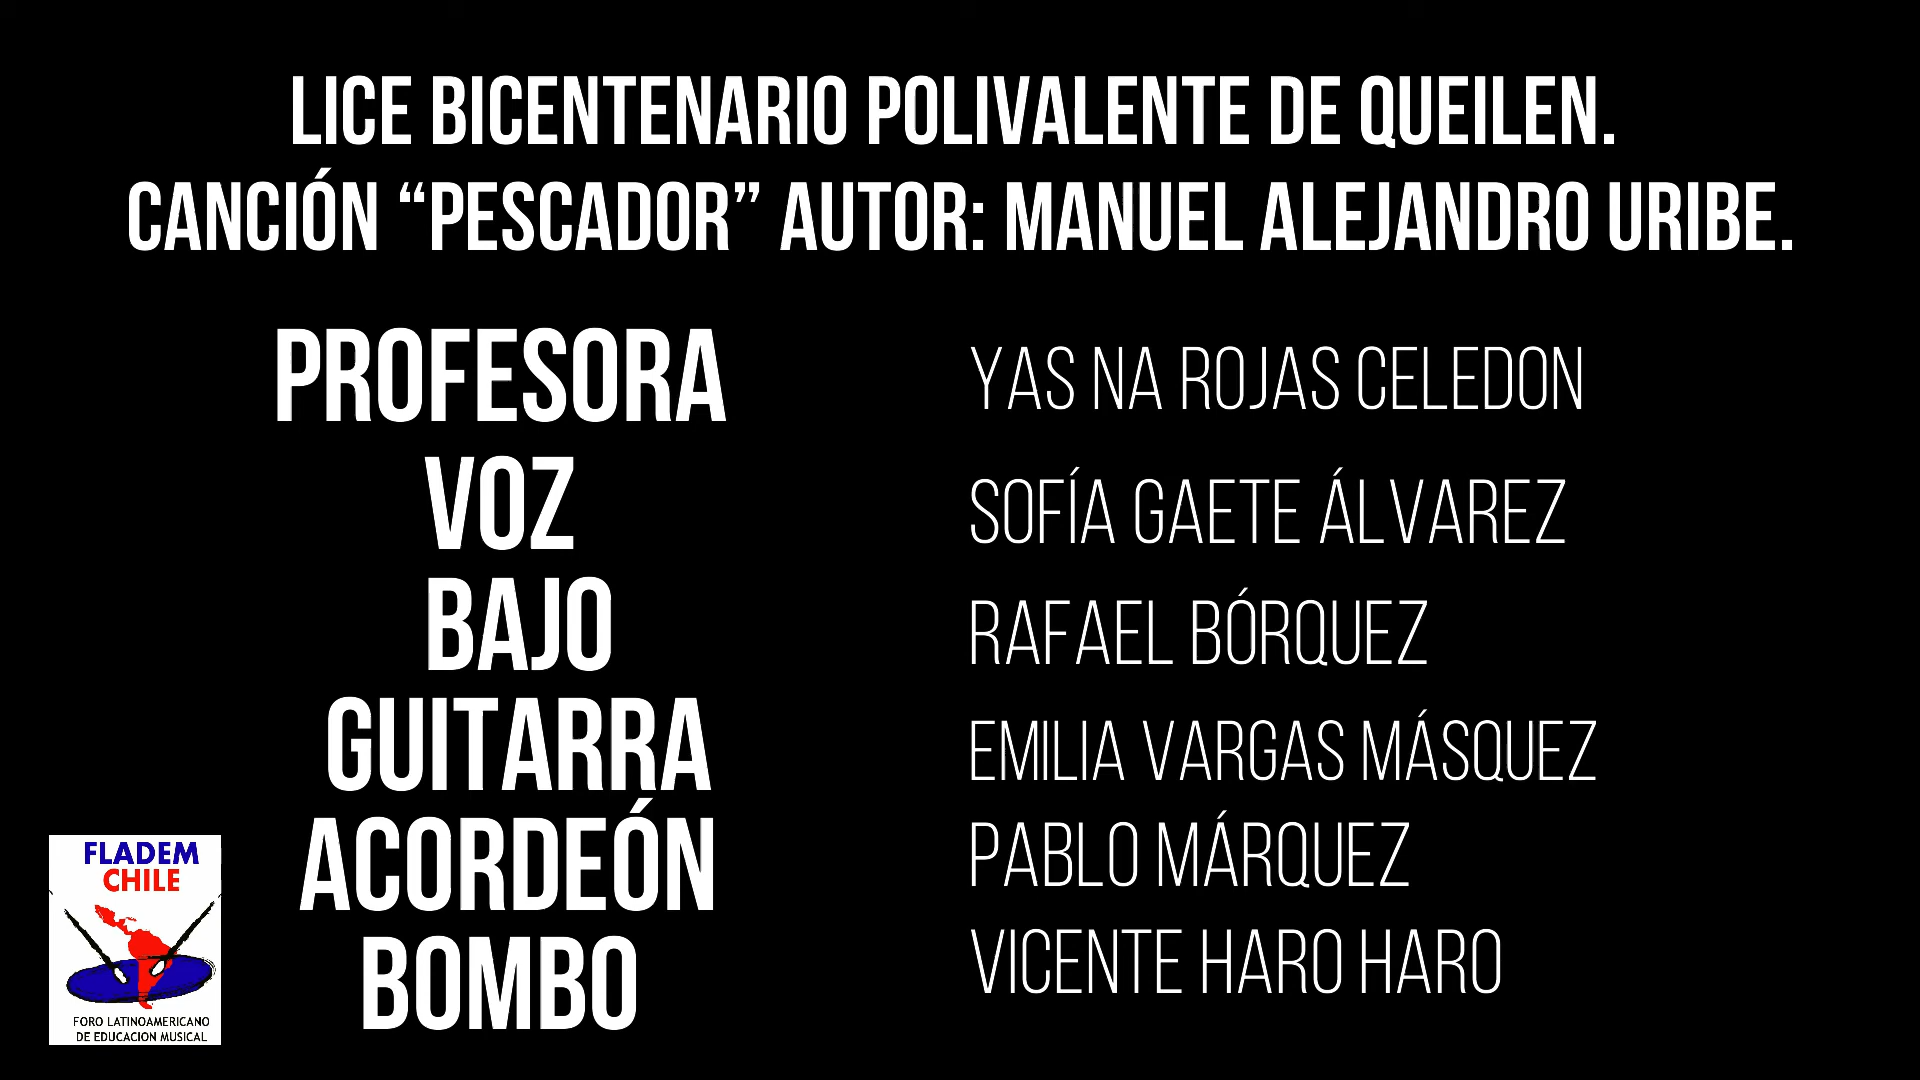 LICE BICENTENARIO POLIVALENTE DE QUEILEN.
CANCIÓN “PESCADOR” AUTOR: MANUEL ALEJANDRO URIBE.
PROFESORA YAS NA ROJAS CELEDON
VOZ SOFÍA GAETE ÁLVAREZ
BAJO RAFAEL BÓRQUEZ
GUITARRA EMILIA VARGAS MÁSQUEZ
ACORDEÓN PABLO MÁRQUEZ
BOMBO VICENTE HARO HARO
FLADEM
CHILE
FORO LATINOAMERICANO
DE EDUCACION MUSICAL